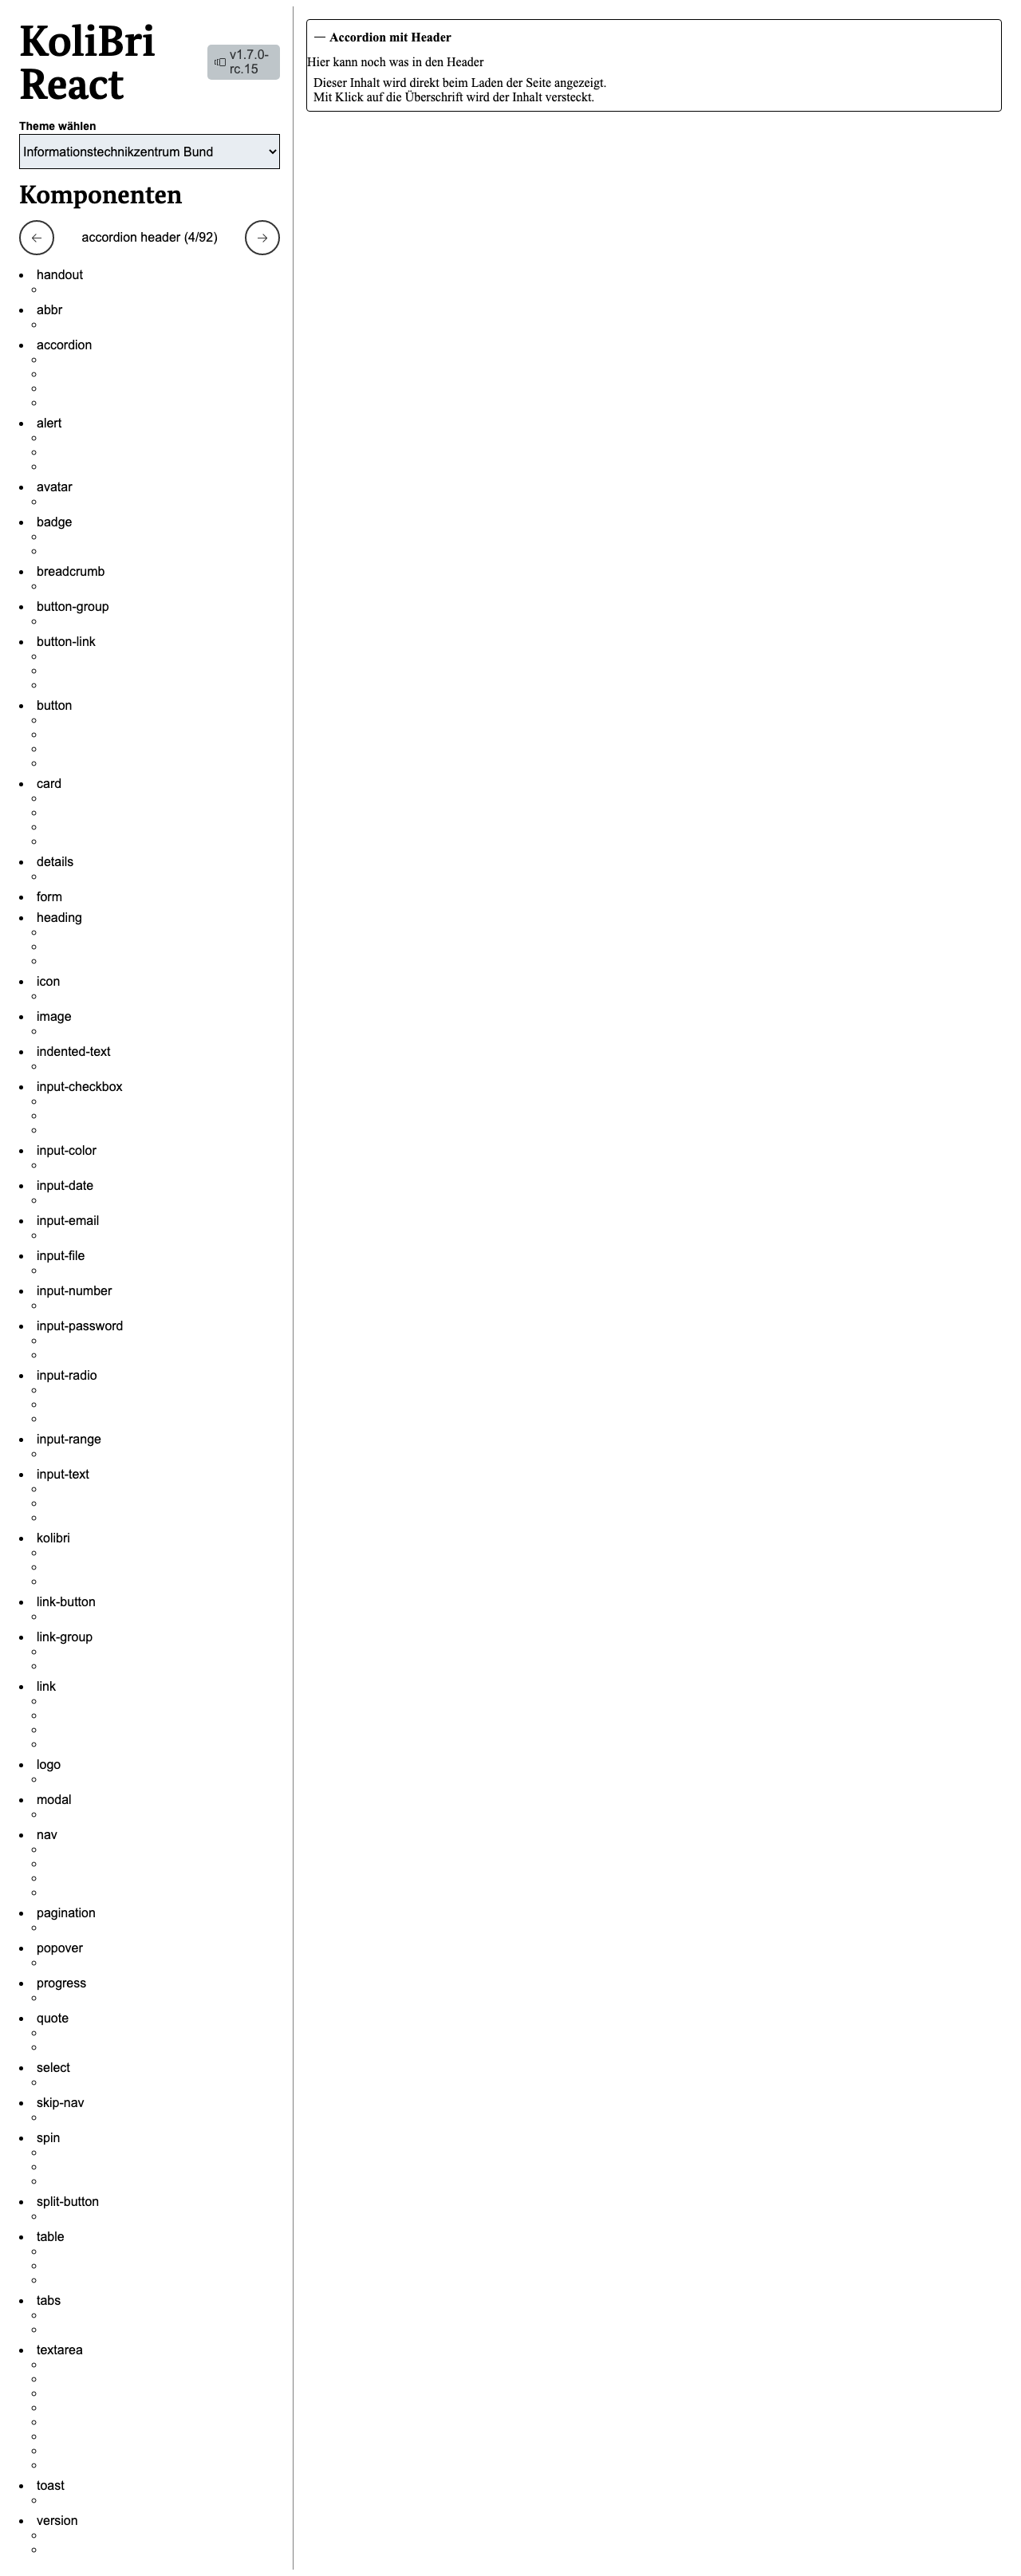 KoliBri
React
v1.7.0-
rc.15
Theme wählen
Informationstechnikzentrum Bund
Komponenten
accordion header (4/92)
handout
abbr
accordion
alert
avatar
badge
breadcrumb
button-group
button-link
button
card
details
form
heading
icon
image
indented-text
input-checkbox
input-color
input-date
input-email
input-file
input-number
input-password
input-radio
input-range
input-text
kolibri
link-button
link-group
link
logo
modal
nav
pagination
popover
progress
quote
select
skip-nav
spin
split-button
table
tabs
textarea
toast
version
Accordion mit Header
Hier kann noch was in den Header
Dieser Inhalt wird direkt beim Laden der Seite angezeigt.
Mit Klick auf die Überschrift wird der Inhalt versteckt.